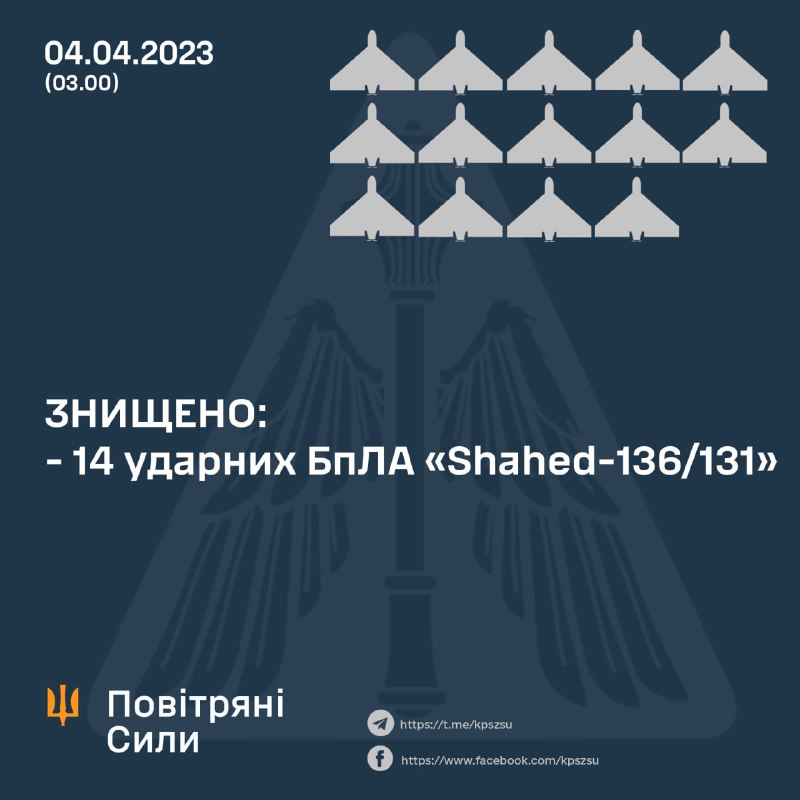 04.04.2023
(03.00)
ЗНИЩЕНО:
- 14 ударних БпЛА «Shahed-136/131»
Повітряні
Сили
https://t.me/kpszsu
https://www.facebook.com/kpszsu